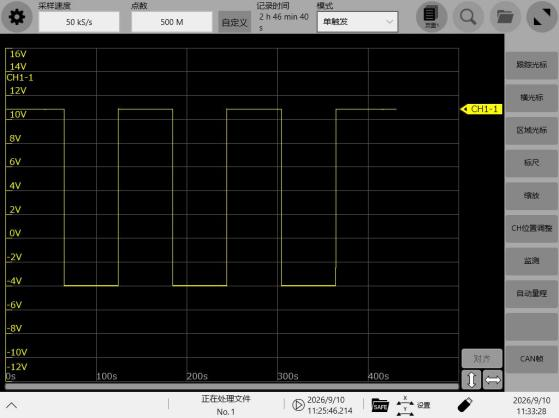 采样速度
50 kS/s
点数
500 M
自定义
记录时间
2 h 46 min 40
s
模式
单触发
页面1
跟踪光标
横光标
区域光标
标尺
缩放
CH位置调整
监测
自动量程
CAN帧
16V
14V
CH1-1
12V
10V
8V
6V
4V
2V
0V
-2V
-4V
-6V
-8V
-10V
-12V
CH1-1
0s
100s
200s
300s
400s
对齐
正在处理文件
No. 1
2026/9/10
11:25:46.214
SAFE
X
Y
设置
2026/9/10
11:33:28